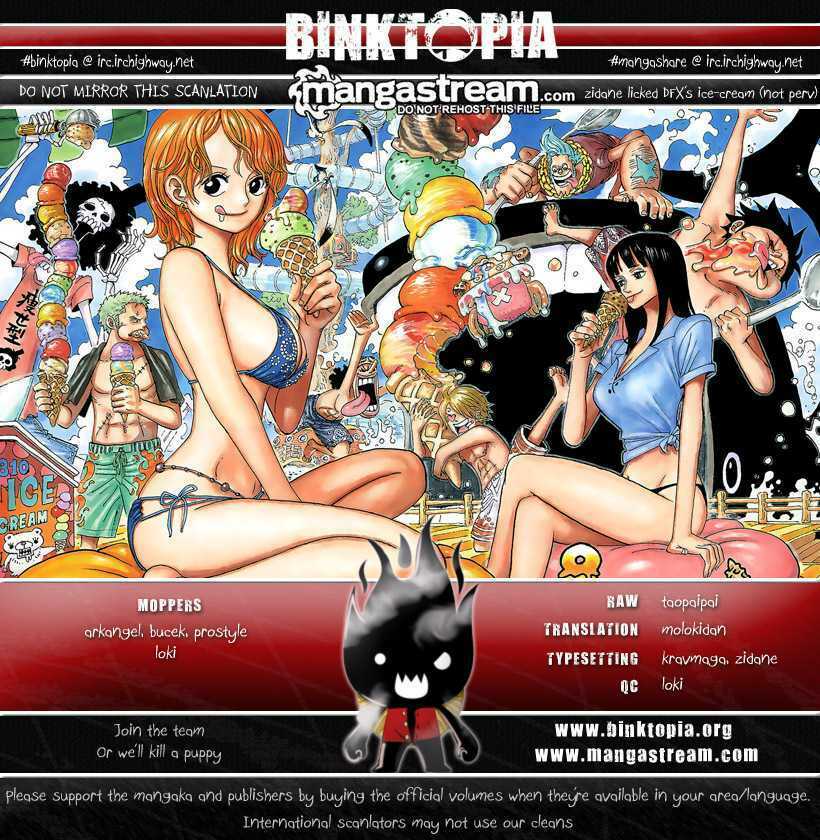 BINKTOPIA
#binktopia @ irc.irchighway.net
#mangashare @ irc.irchighway.net
DO NOT MIRROR THIS SCANLATION
mangastream.com
DO NOT REHOST THIS FILE
zidane licked DFX's ice-cream (not perv)
310
ICE
CREAM
MOPPERS
arkangel, bucek, prostyle
loki
RAW taopaipai
TRANSLATION molokidan
TYPESETTING kravmaga, zidane
QC loki
Join the team
Or we'll kill a puppy
www.binktopia.org
www.mangastream.com
Please support the mangaka and publishers by buying the official volumes when they're available in your area/language.
International scanlators may not use our cleans